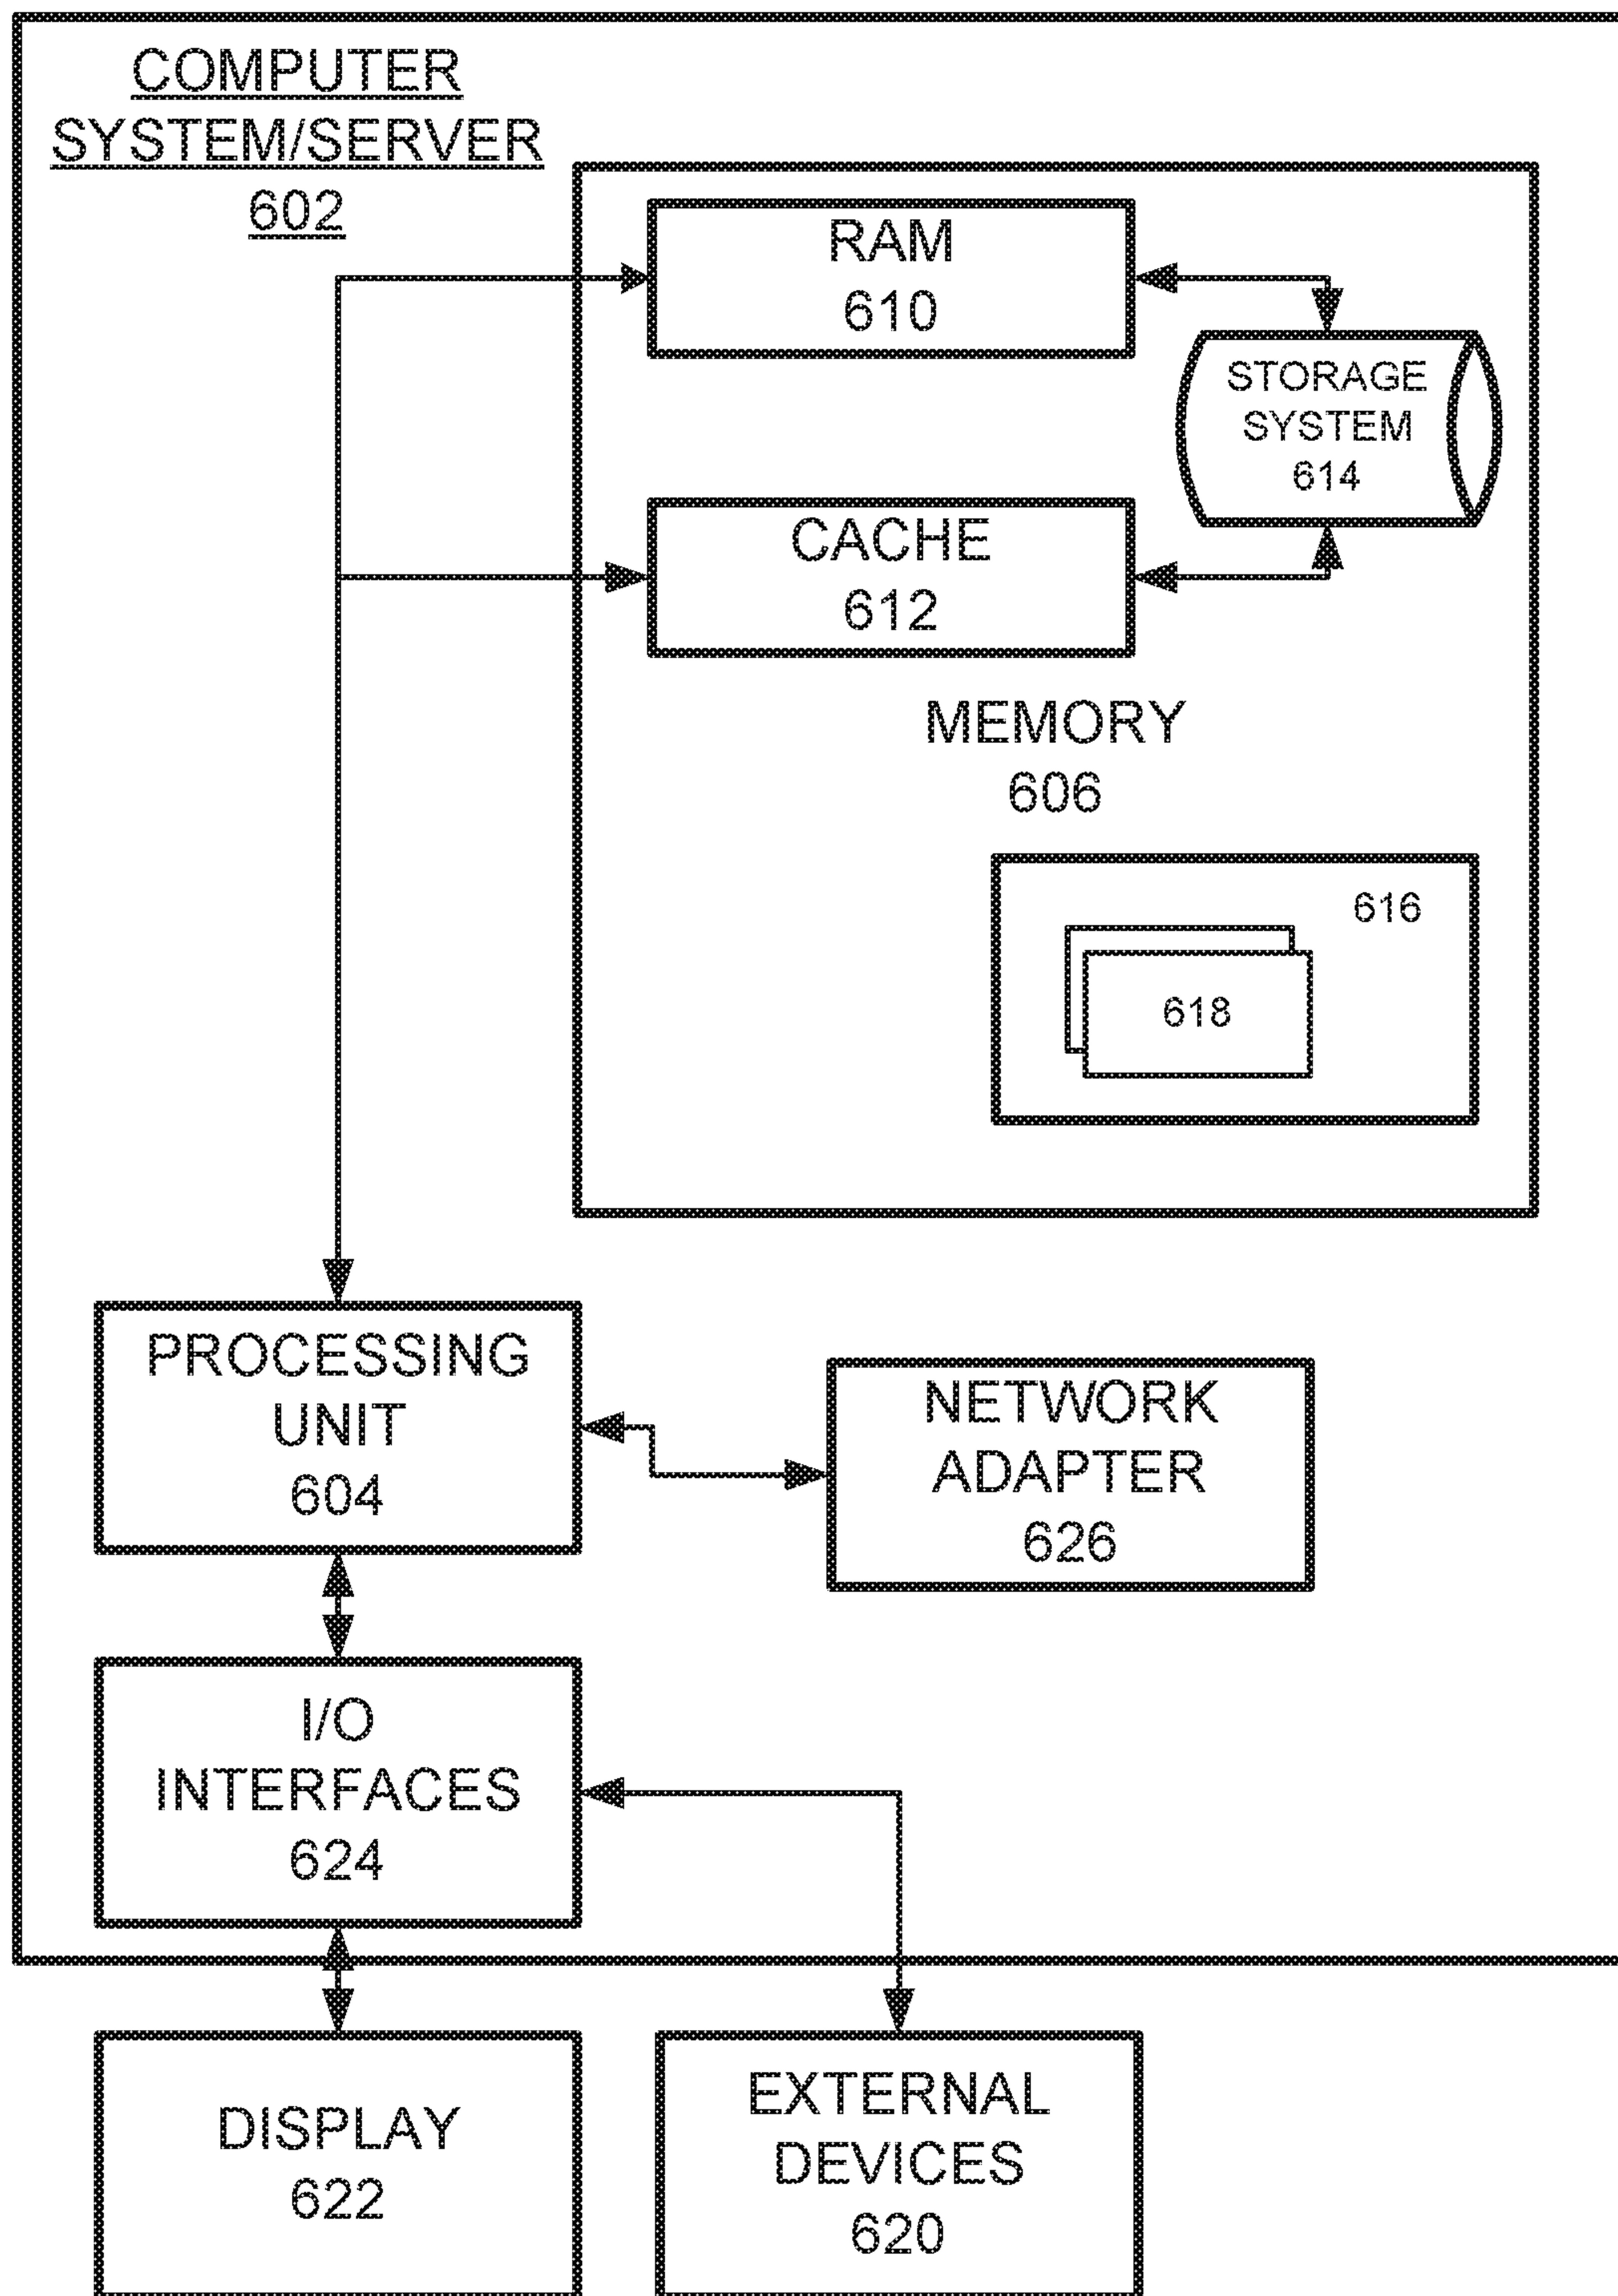 COMPUTER
SYSTEM/SERVER
602
RAM
610
STORAGE
SYSTEM
614
CACHE
612
MEMORY
606
616
618
PROCESSING
UNIT
604
NETWORK
ADAPTER
626
I/O
INTERFACES
624
DISPLAY
622
EXTERNAL
DEVICES
620